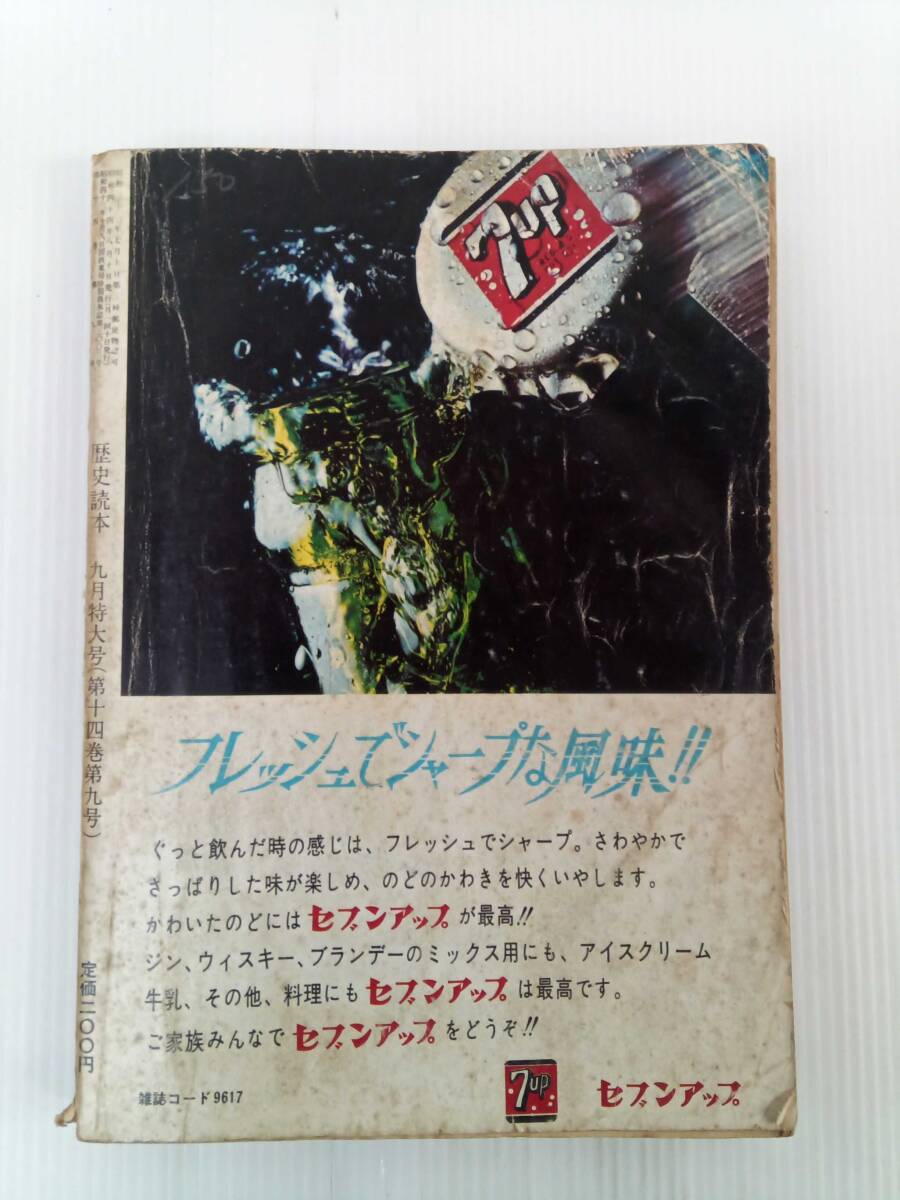 7UP
フレッシュでシャープな風味!!
ぐっと飲んだ時の感じは、フレッシュでシャープ。さわやかで
さっぱりした味が楽しめ、のどのかわきを快くいやします。
かわいたのどにはセブンアップが最高!!
ジン、ウィスキー、ブランデーのミックス用にも、アイスクリーム
牛乳、その他、料理にもセブンアップは最高です。
ご家族みんなでセブンアップをどうぞ!!
7UP
セブンアップ
雑誌コード 9617
歴史読本 九月特大号(第十四巻第九号)
定価二〇〇円